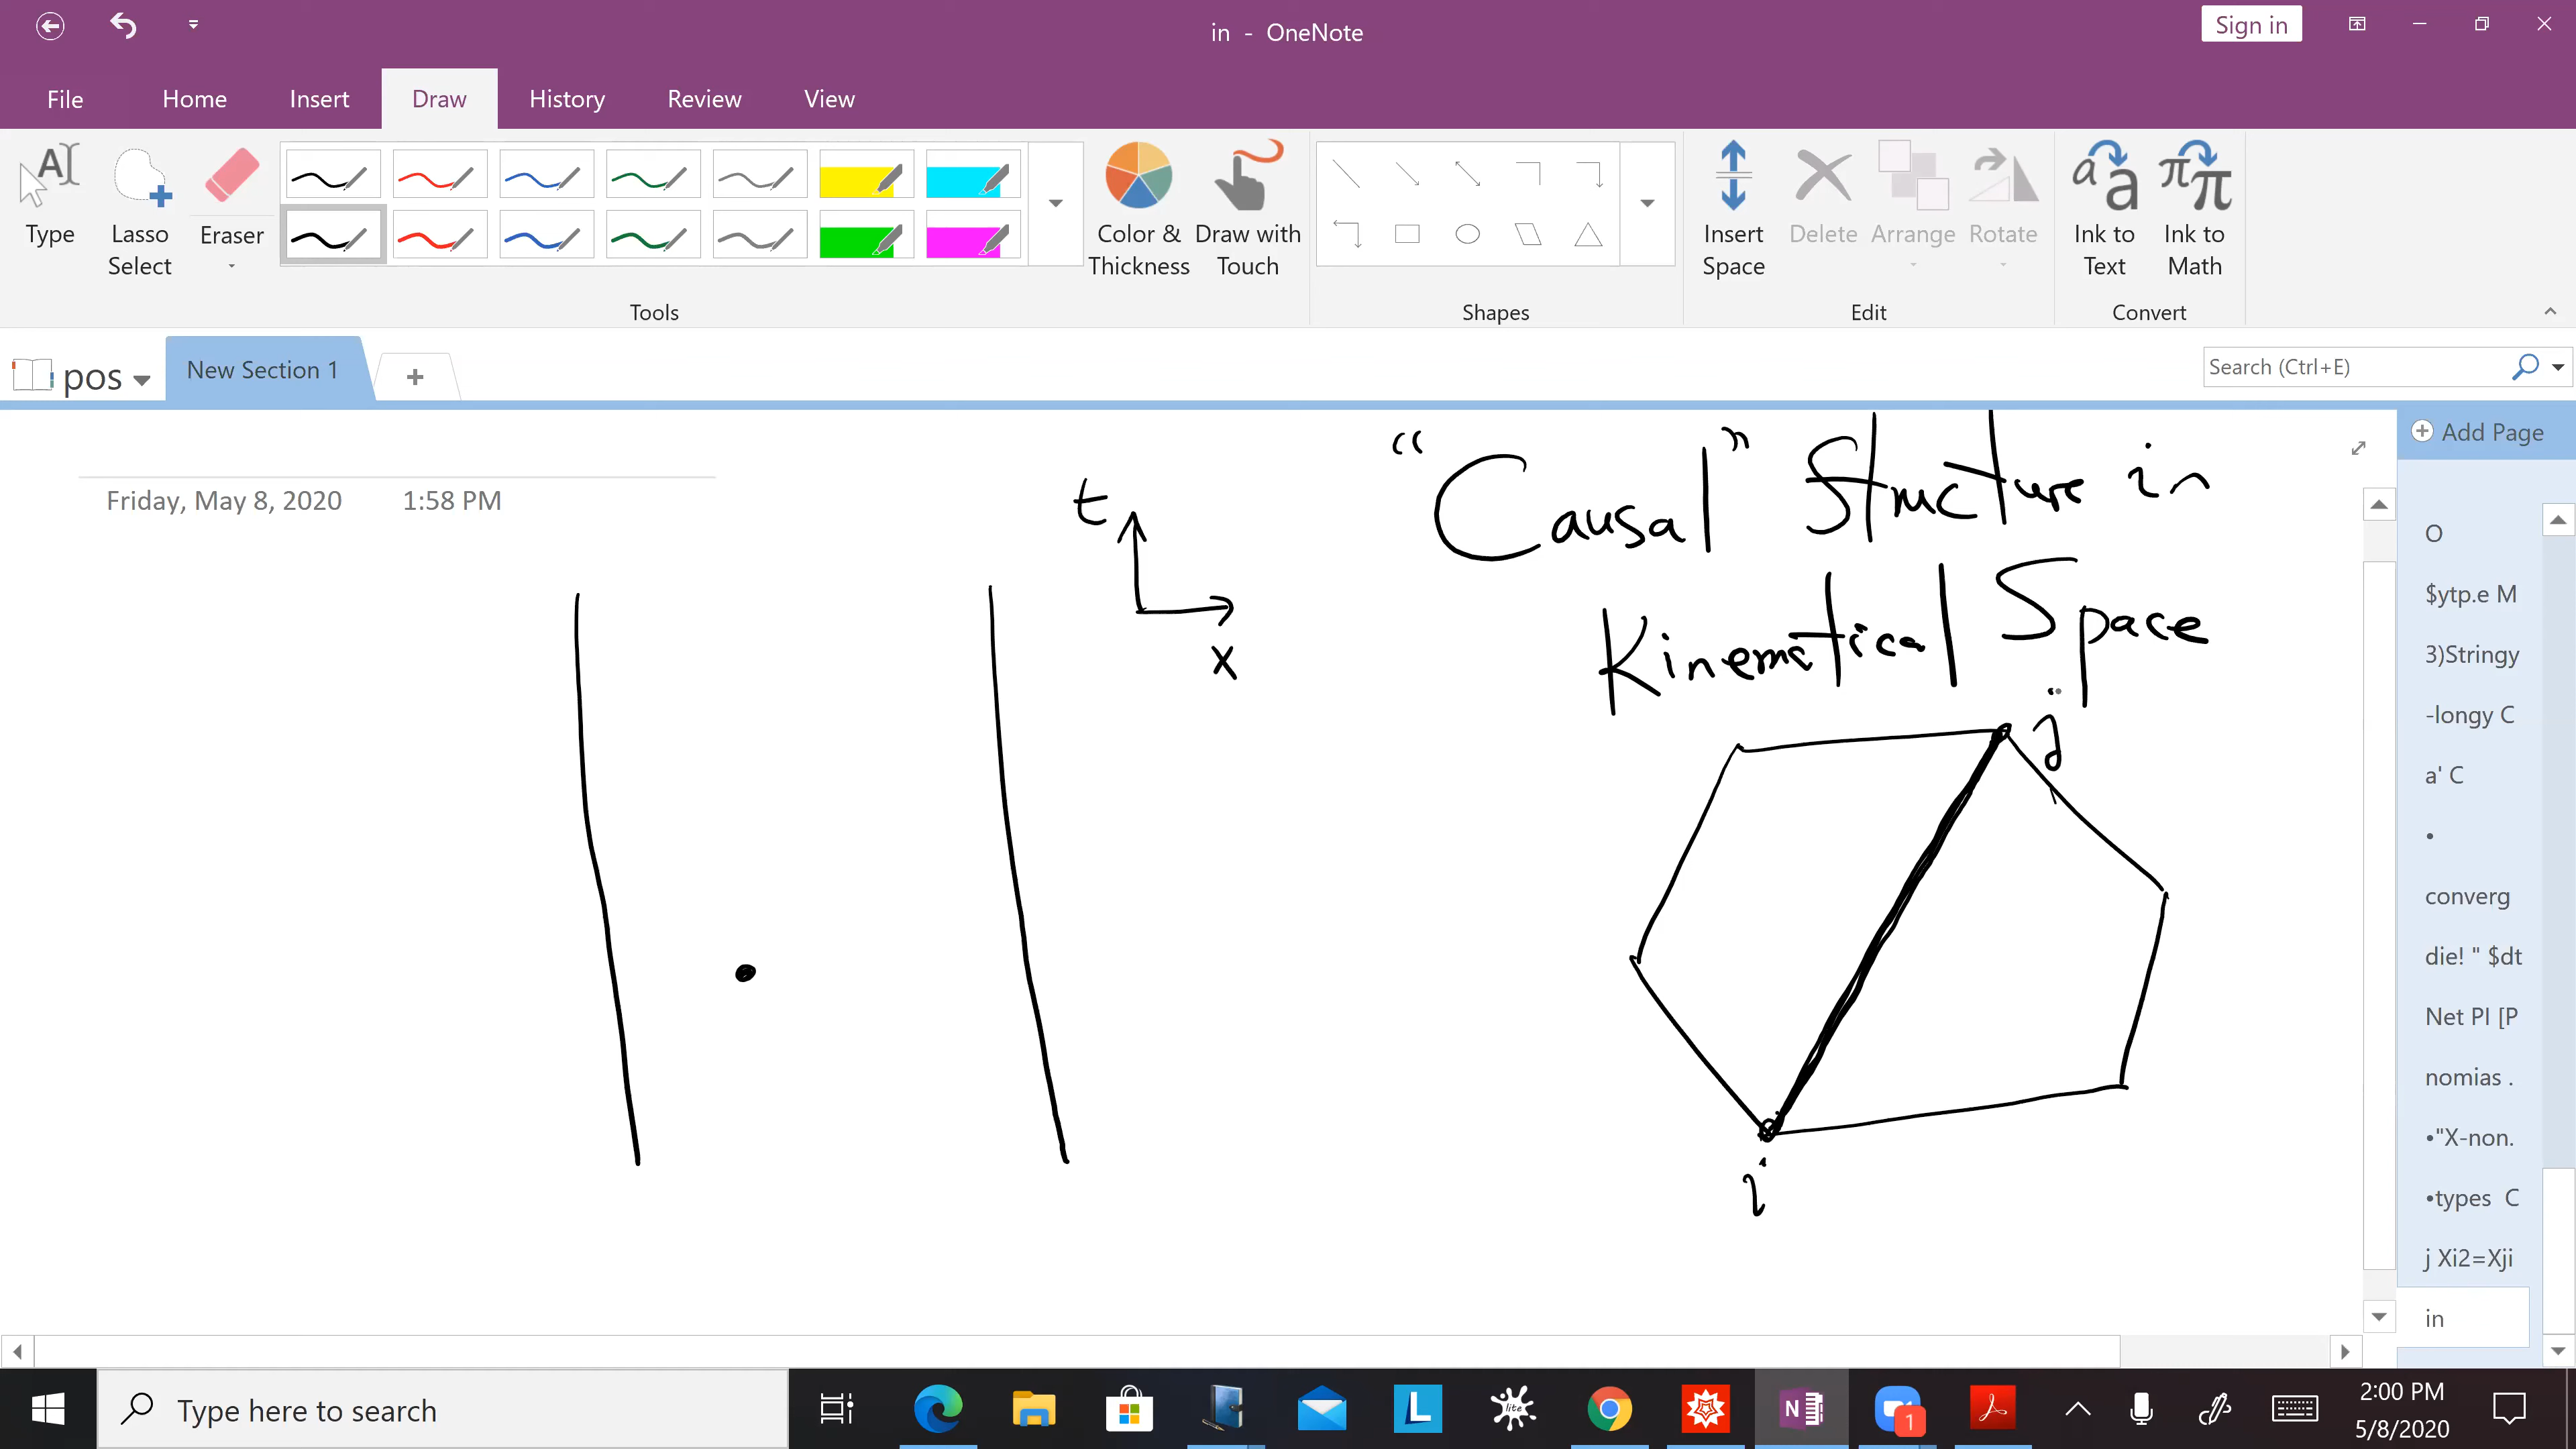 in - OneNote
Sign in
File Home Insert Draw History Review View
Type
Lasso Select
Eraser
Color & Thickness
Draw with Touch
Insert Space
Delete
Arrange
Rotate
Ink to Text
Ink to Math
Tools
Shapes
Edit
Convert
pos
New Section 1
+
Search (Ctrl+E)
Friday, May 8, 2020 1:58 PM
t
x
“Causal” Structure in
Kinematical Space
j
i
Add Page
O
$ytp.e M
3)Stringy
-longy C
a' C
•
converg
die! " $dt
Net Pl [P
nomias .
•"X-non.
•types C
j Xi2=Xji
in
Type here to search
L
lite
N
1
2:00 PM
5/8/2020